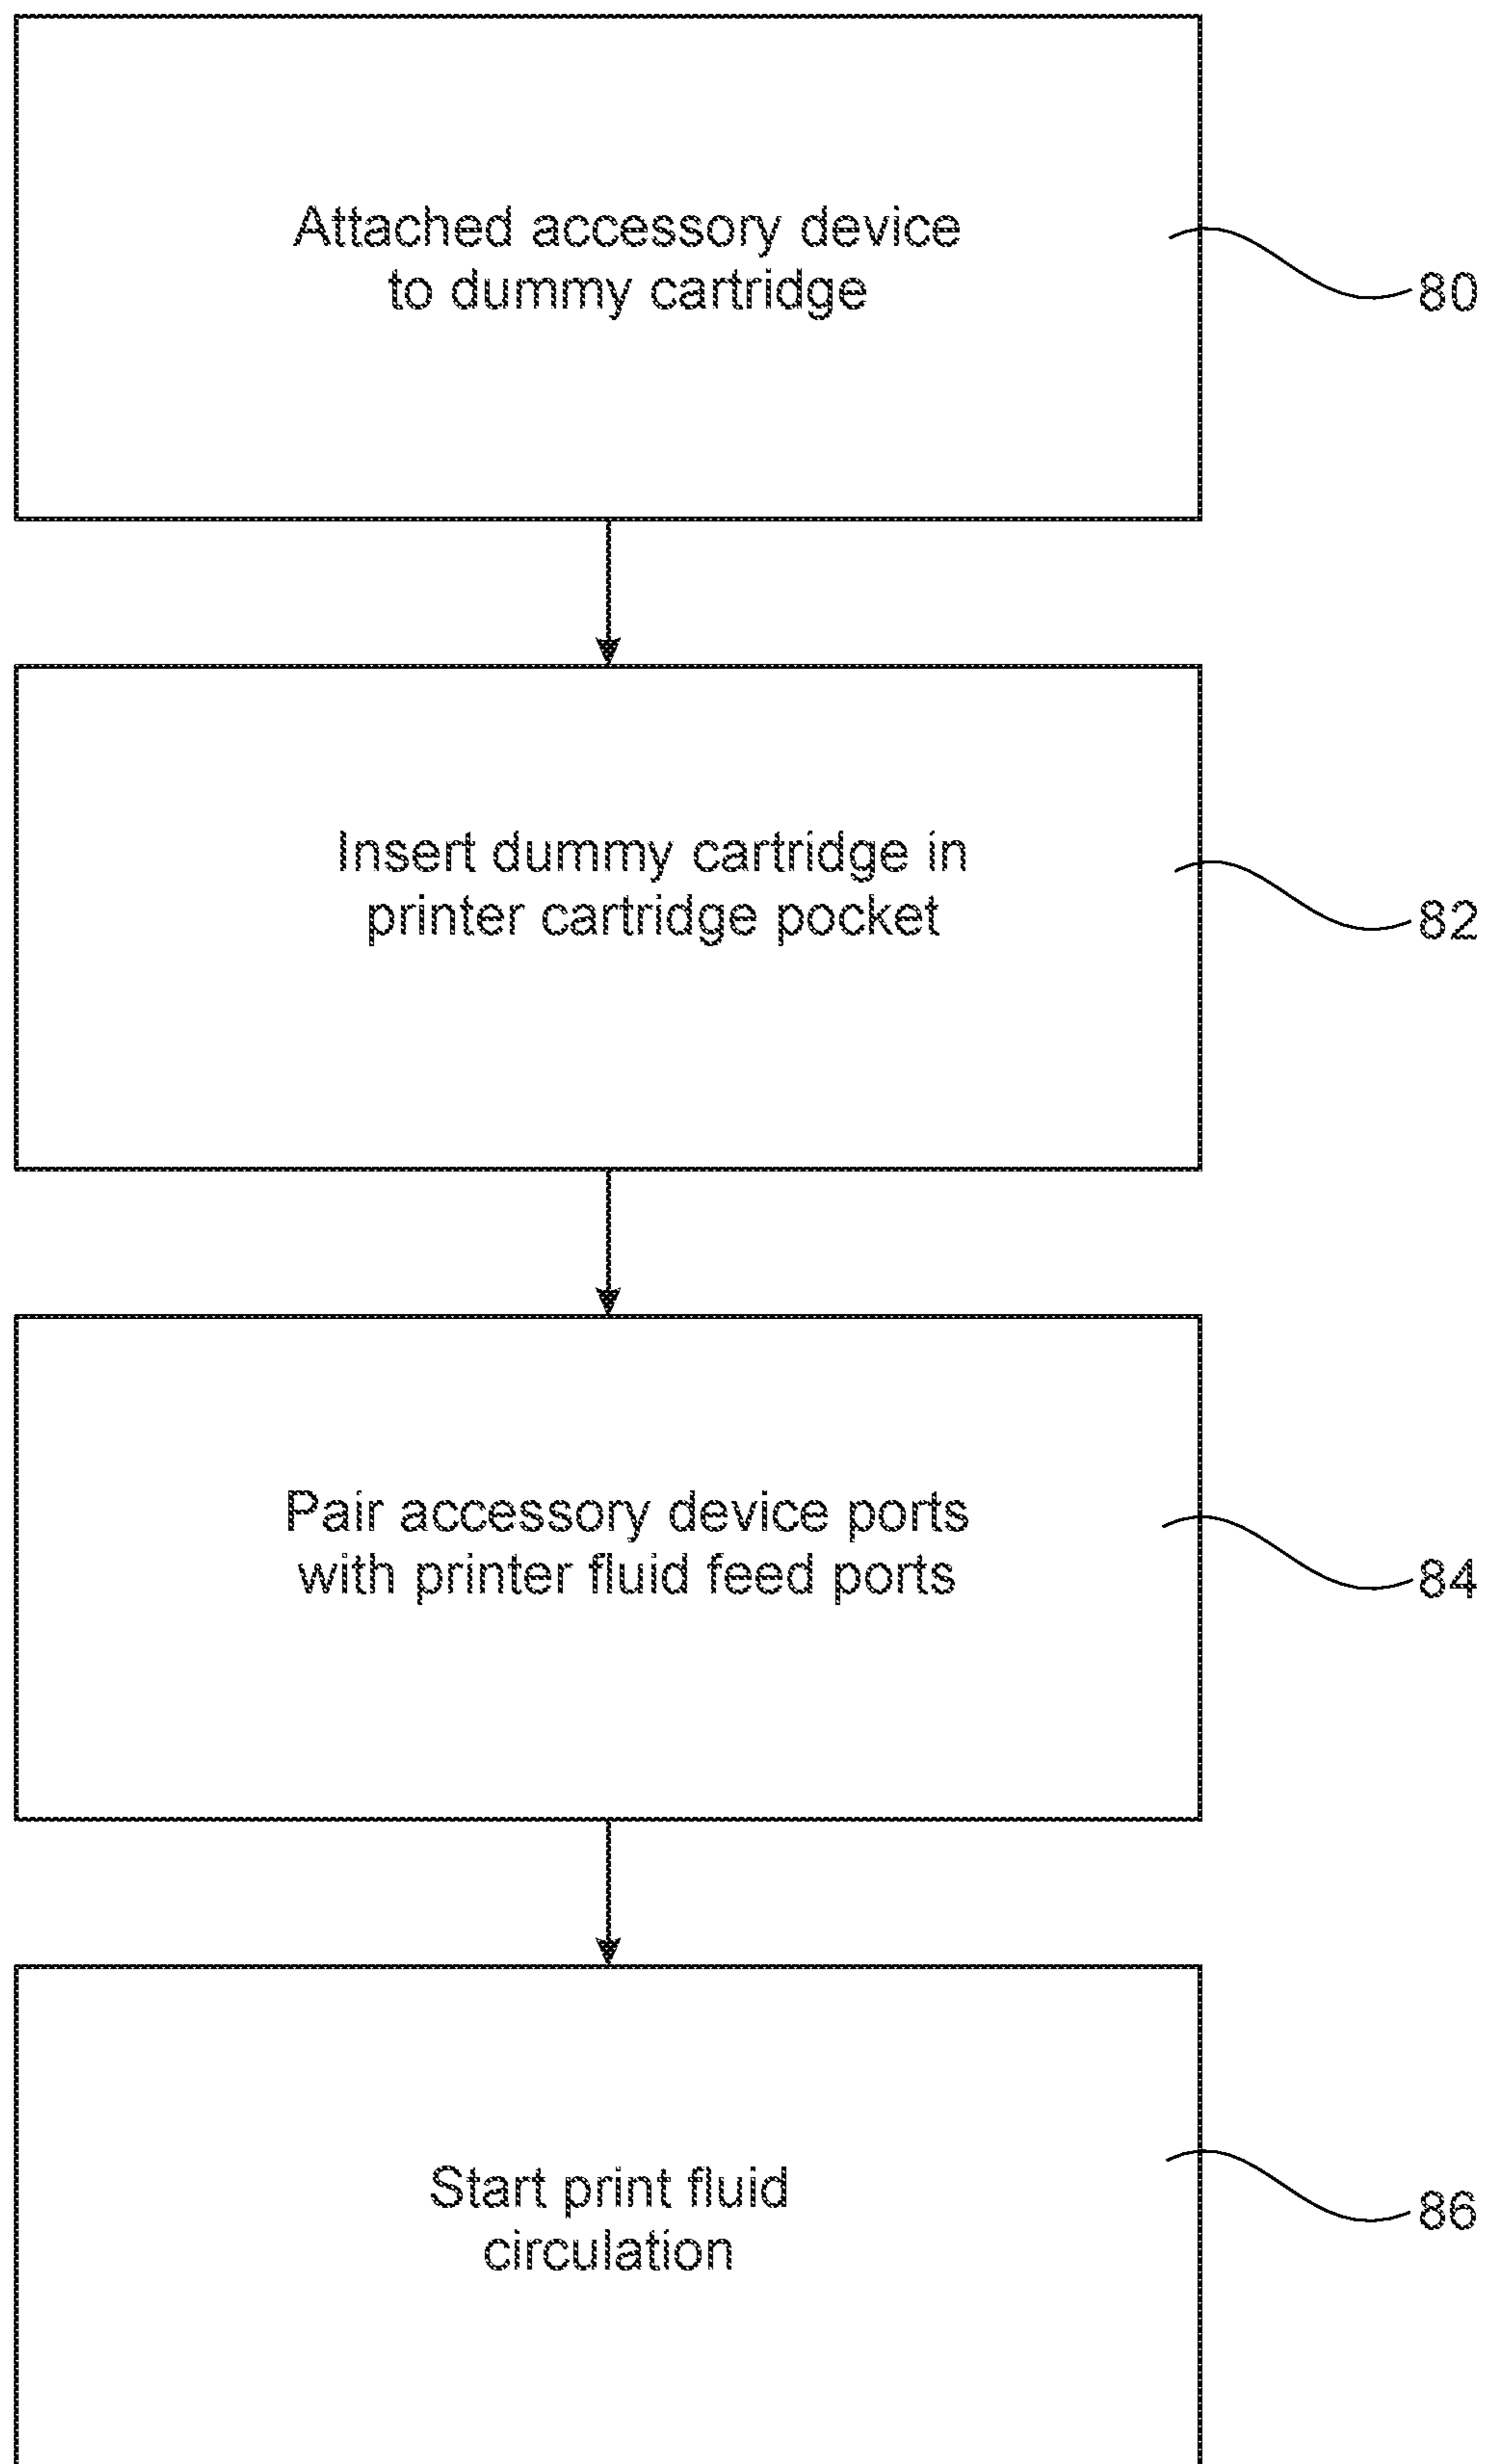 Attached accessory device
to dummy cartridge
80
Insert dummy cartridge in
printer cartridge pocket
82
Pair accessory device ports
with printer fluid feed ports
84
Start print fluid
circulation
86